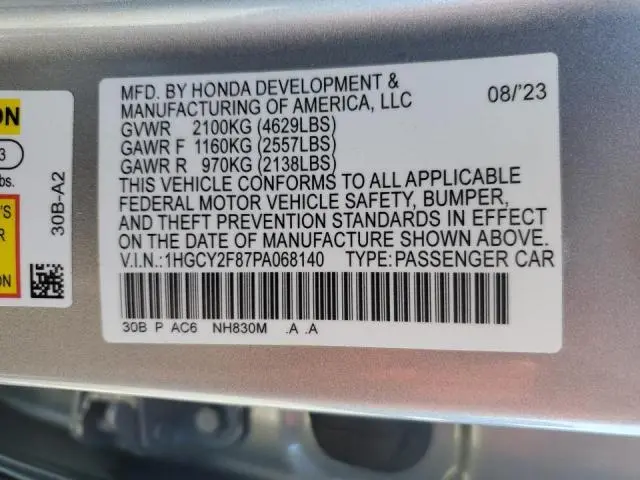 MFD. BY HONDA DEVELOPMENT &
MANUFACTURING OF AMERICA, LLC
08/'23
GVWR 2100KG (4629LBS)
GAWR F 1160KG (2557LBS)
GAWR R 970KG (2138LBS)
THIS VEHICLE CONFORMS TO ALL APPLICABLE
FEDERAL MOTOR VEHICLE SAFETY, BUMPER,
AND THEFT PREVENTION STANDARDS IN EFFECT
ON THE DATE OF MANUFACTURE SHOWN ABOVE.
V.I.N.:1HGCY2F87PA068140 TYPE:PASSENGER CAR
30B P AC6 NH830M .A .A
30B-A2
ON
3
bs.
'S
R